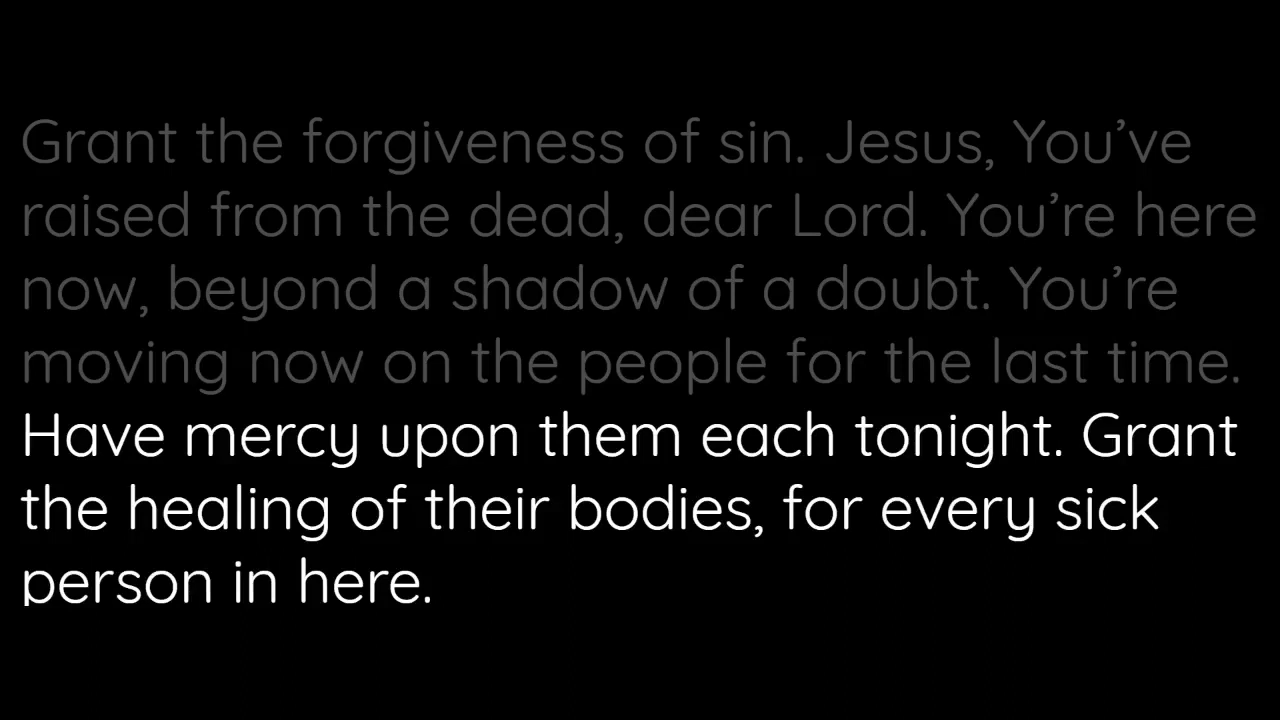 Grant the forgiveness of sin. Jesus, You’ve
raised from the dead, dear Lord. You’re here
now, beyond a shadow of a doubt. You’re
moving now on the people for the last time.
Have mercy upon them each tonight. Grant
the healing of their bodies, for every sick
person in here.